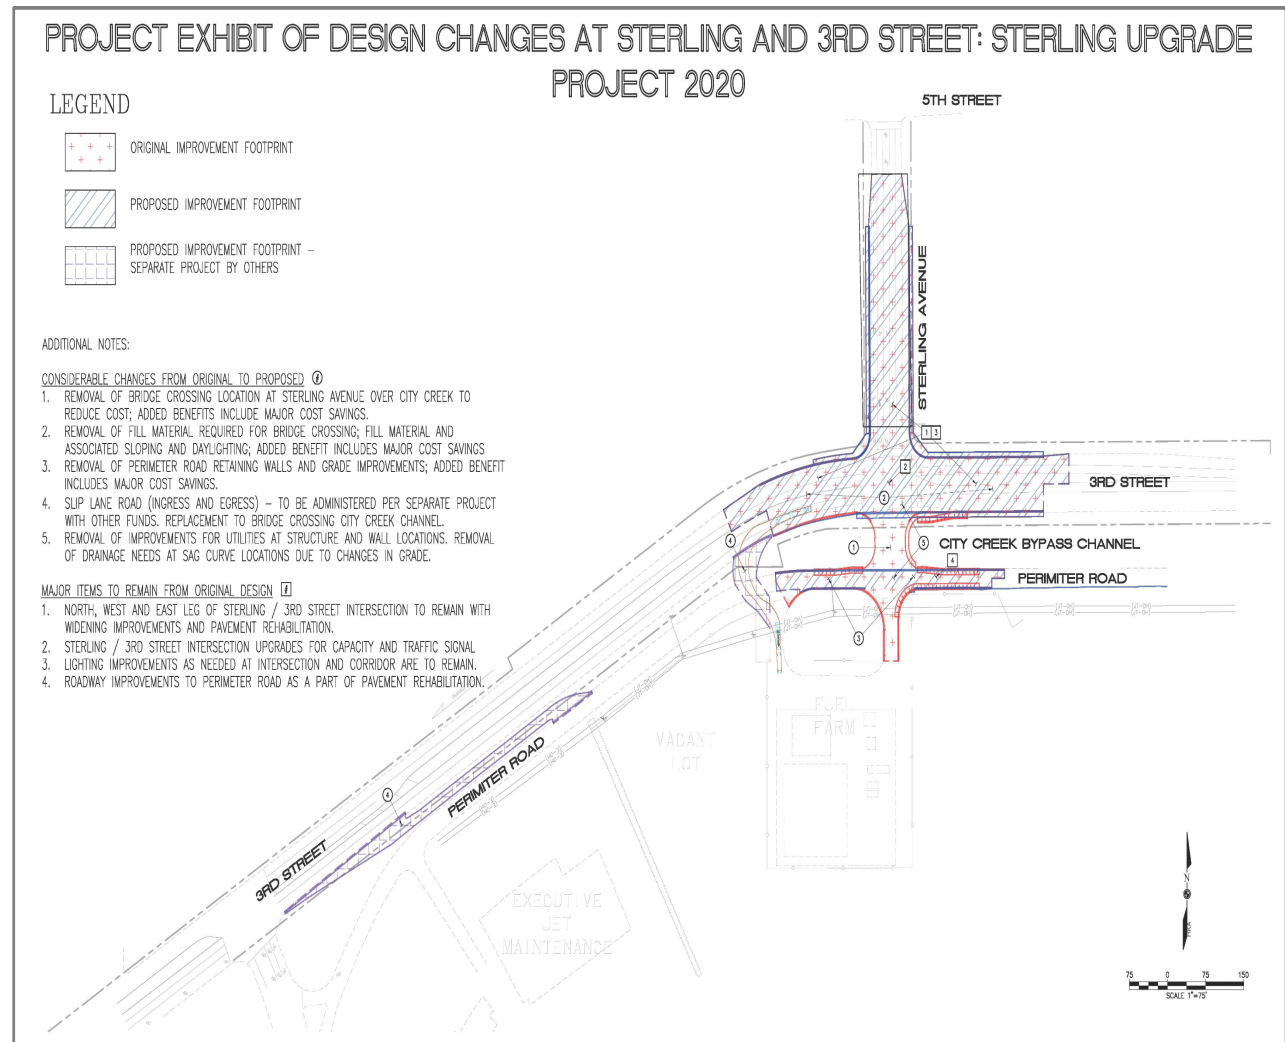 PROJECT EXHIBIT OF DESIGN CHANGES AT STERLING AND 3RD STREET: STERLING UPGRADE
PROJECT 2020
LEGEND
ORIGINAL IMPROVEMENT FOOTPRINT
PROPOSED IMPROVEMENT FOOTPRINT
PROPOSED IMPROVEMENT FOOTPRINT –
SEPARATE PROJECT BY OTHERS
ADDITIONAL NOTES:
CONSIDERABLE CHANGES FROM ORIGINAL TO PROPOSED #
1. REMOVAL OF BRIDGE CROSSING LOCATION AT STERLING AVENUE OVER CITY CREEK TO
REDUCE COST; ADDED BENEFITS INCLUDE MAJOR COST SAVINGS.
2. REMOVAL OF FILL MATERIAL REQUIRED FOR BRIDGE CROSSING; FILL MATERIAL AND
ASSOCIATED SLOPING AND DAYLIGHTING; ADDED BENEFIT INCLUDES MAJOR COST SAVINGS
3. REMOVAL OF PERIMETER ROAD RETAINING WALLS AND GRADE IMPROVEMENTS; ADDED BENEFIT
INCLUDES MAJOR COST SAVINGS.
4. SLIP LANE ROAD (INGRESS AND EGRESS) – TO BE ADMINISTERED PER SEPARATE PROJECT
WITH OTHER FUNDS. REPLACEMENT TO BRIDGE CROSSING CITY CREEK CHANNEL.
5. REMOVAL OF IMPROVEMENTS FOR UTILITIES AT STRUCTURE AND WALL LOCATIONS. REMOVAL
OF DRAINAGE NEEDS AT SAG CURVE LOCATIONS DUE TO CHANGES IN GRADE.
MAJOR ITEMS TO REMAIN FROM ORIGINAL DESIGN #
1. NORTH, WEST AND EAST LEG OF STERLING / 3RD STREET INTERSECTION TO REMAIN WITH
WIDENING IMPROVEMENTS AND PAVEMENT REHABILITATION.
2. STERLING / 3RD STREET INTERSECTION UPGRADES FOR CAPACITY AND TRAFFIC SIGNAL
3. LIGHTING IMPROVEMENTS AS NEEDED AT INTERSECTION AND CORRIDOR ARE TO REMAIN.
4. ROADWAY IMPROVEMENTS TO PERIMETER ROAD AS A PART OF PAVEMENT REHABILITATION.
5TH STREET
STERLING AVENUE
1 3
2
3RD STREET
2
4
1
5
CITY CREEK BYPASS CHANNEL
4
PERIMITER ROAD
3
FUEL
FARM
VACANT
LOT
4
PERIMITER ROAD
3RD STREET
EXECUTIVE
JET
MAINTENANCE
N
75 0 75 150
SCALE 1"=75'